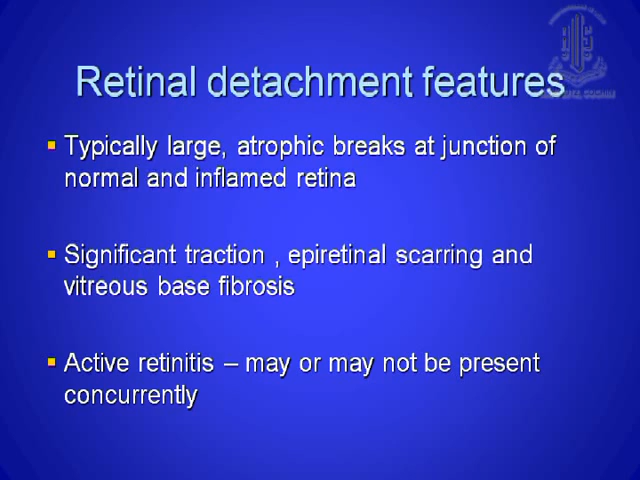 Retinal detachment features
Typically large, atrophic breaks at junction of
normal and inflamed retina
Significant traction , epiretinal scarring and
vitreous base fibrosis
Active retinitis – may or may not be present
concurrently